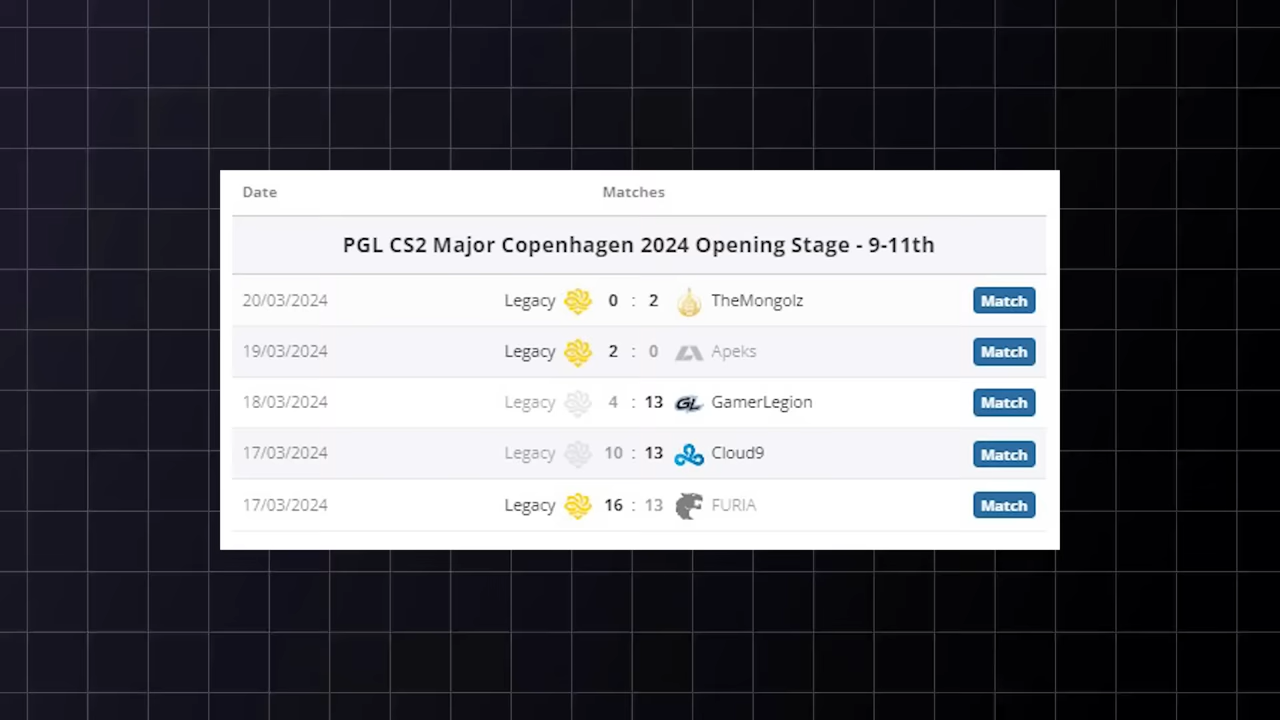 Date Matches
PGL CS2 Major Copenhagen 2024 Opening Stage - 9-11th
20/03/2024 Legacy 0 : 2 TheMongolz Match
19/03/2024 Legacy 2 : 0 Apeks Match
18/03/2024 Legacy 4 : 13 GL GamerLegion Match
17/03/2024 Legacy 10 : 13 Cloud9 Match
17/03/2024 Legacy 16 : 13 FURIA Match